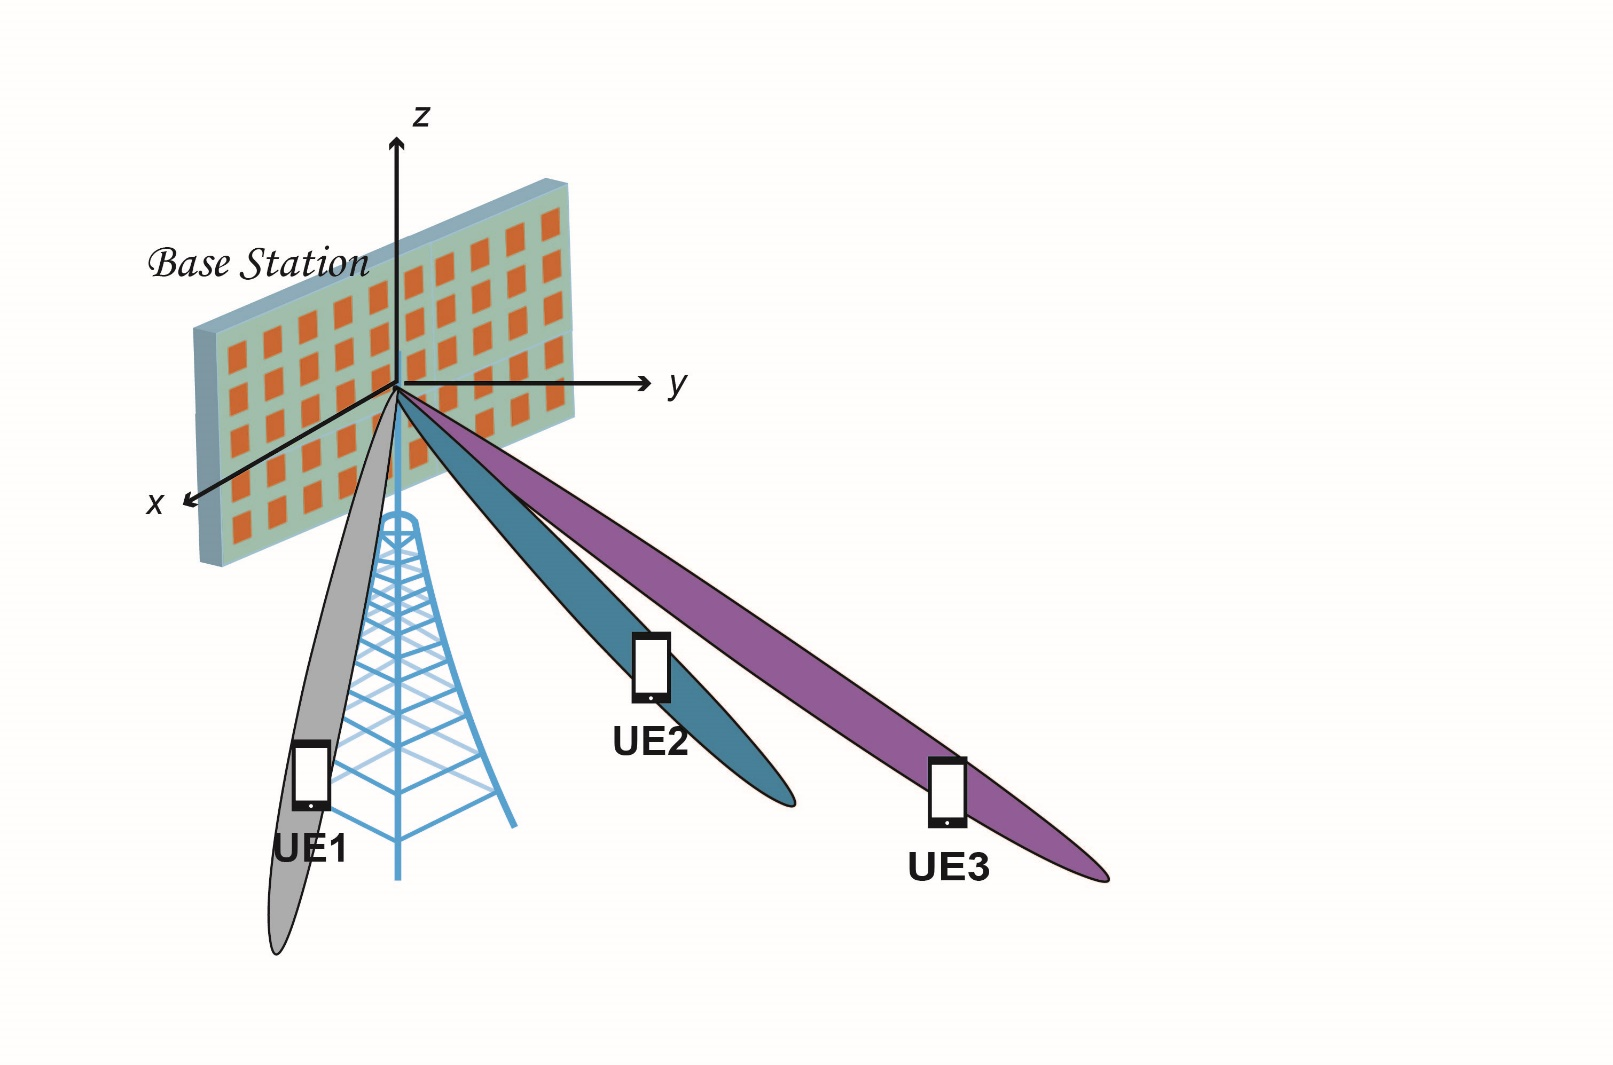 z
Base Station
y
x
UE2
UE1
UE3